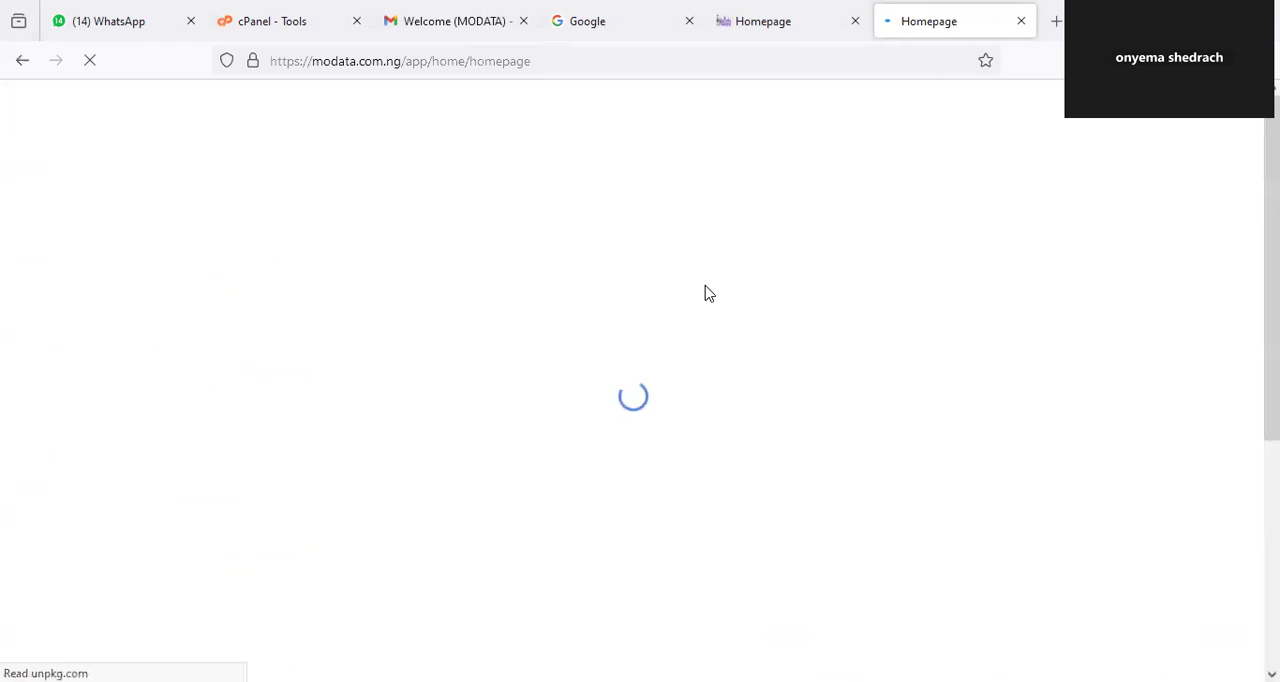 (14) WhatsApp
cPanel - Tools
Welcome (MODATA) -
Google
Homepage
Homepage
https://modata.com.ng/app/home/homepage
onyema shedrach
Read unpkg.com